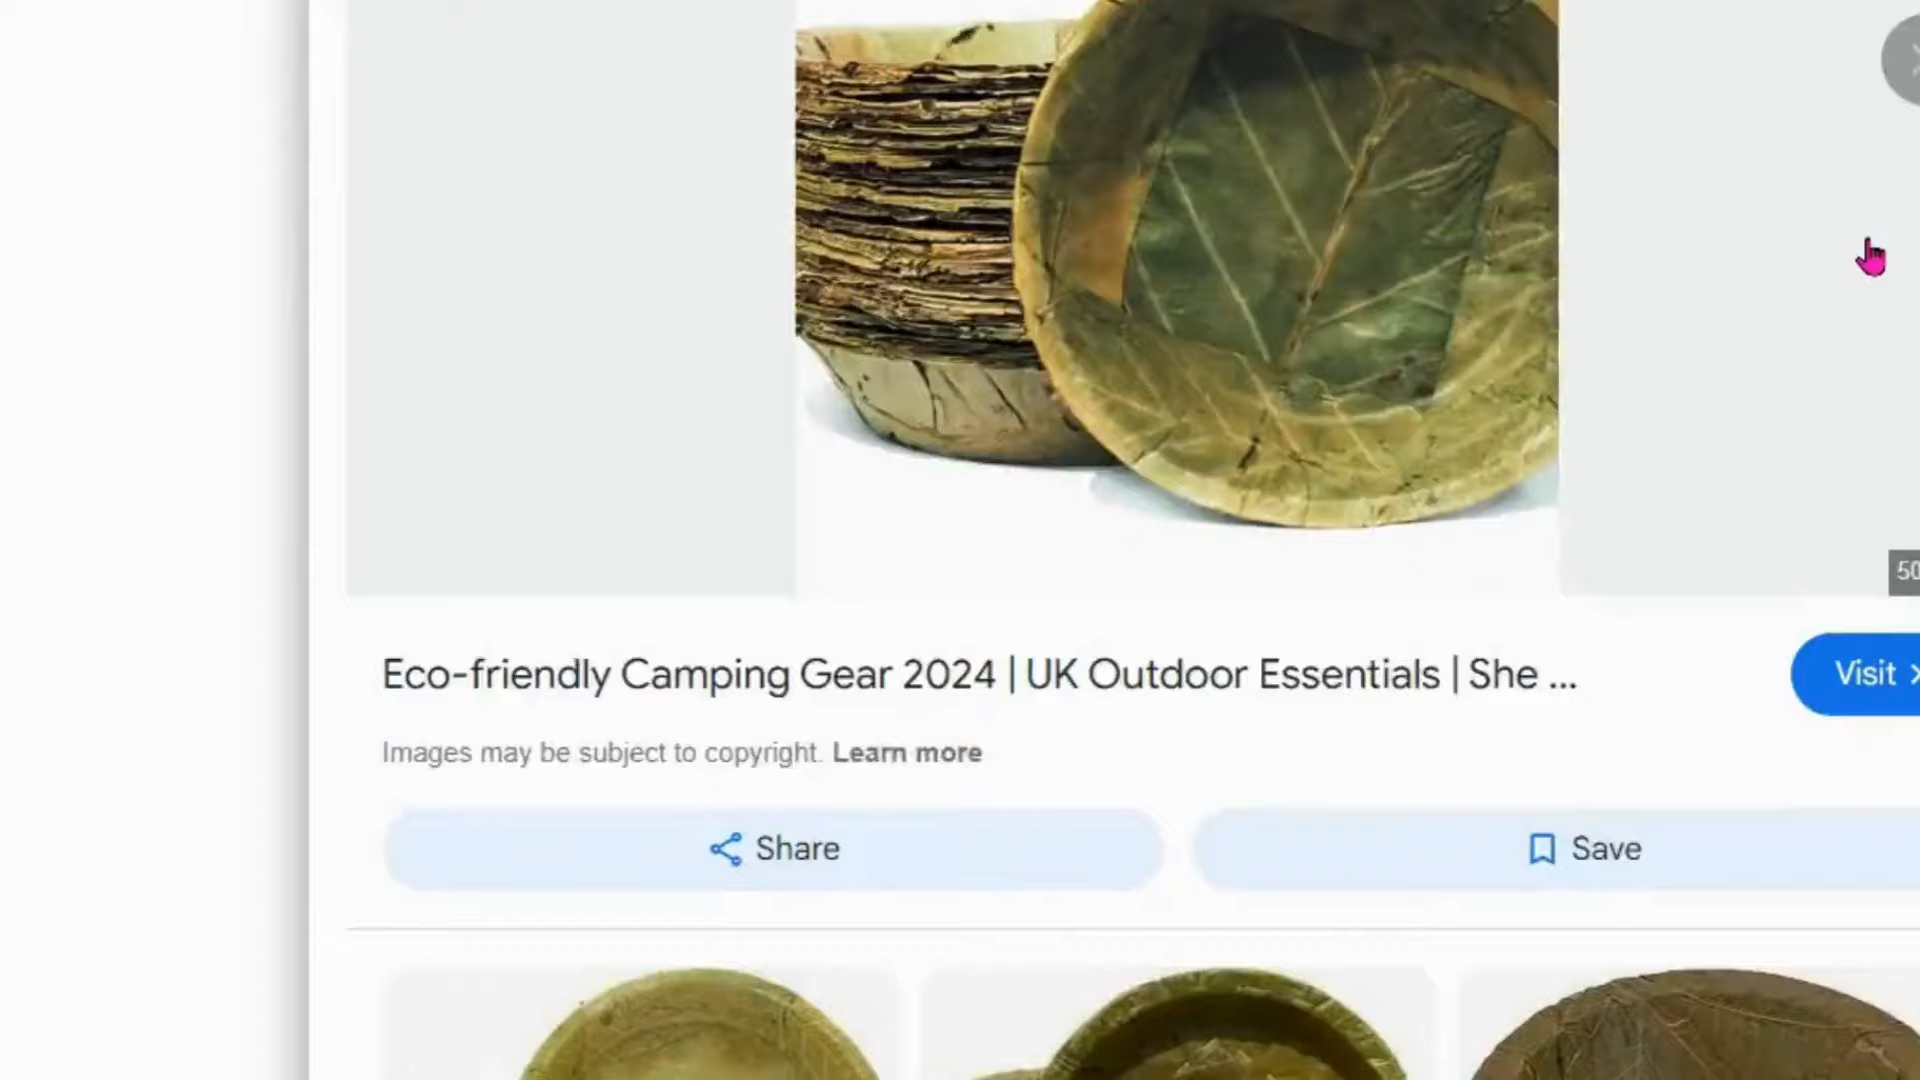 50
Eco-friendly Camping Gear 2024 | UK Outdoor Essentials | She ...
Visit
Images may be subject to copyright. Learn more
Share
Save